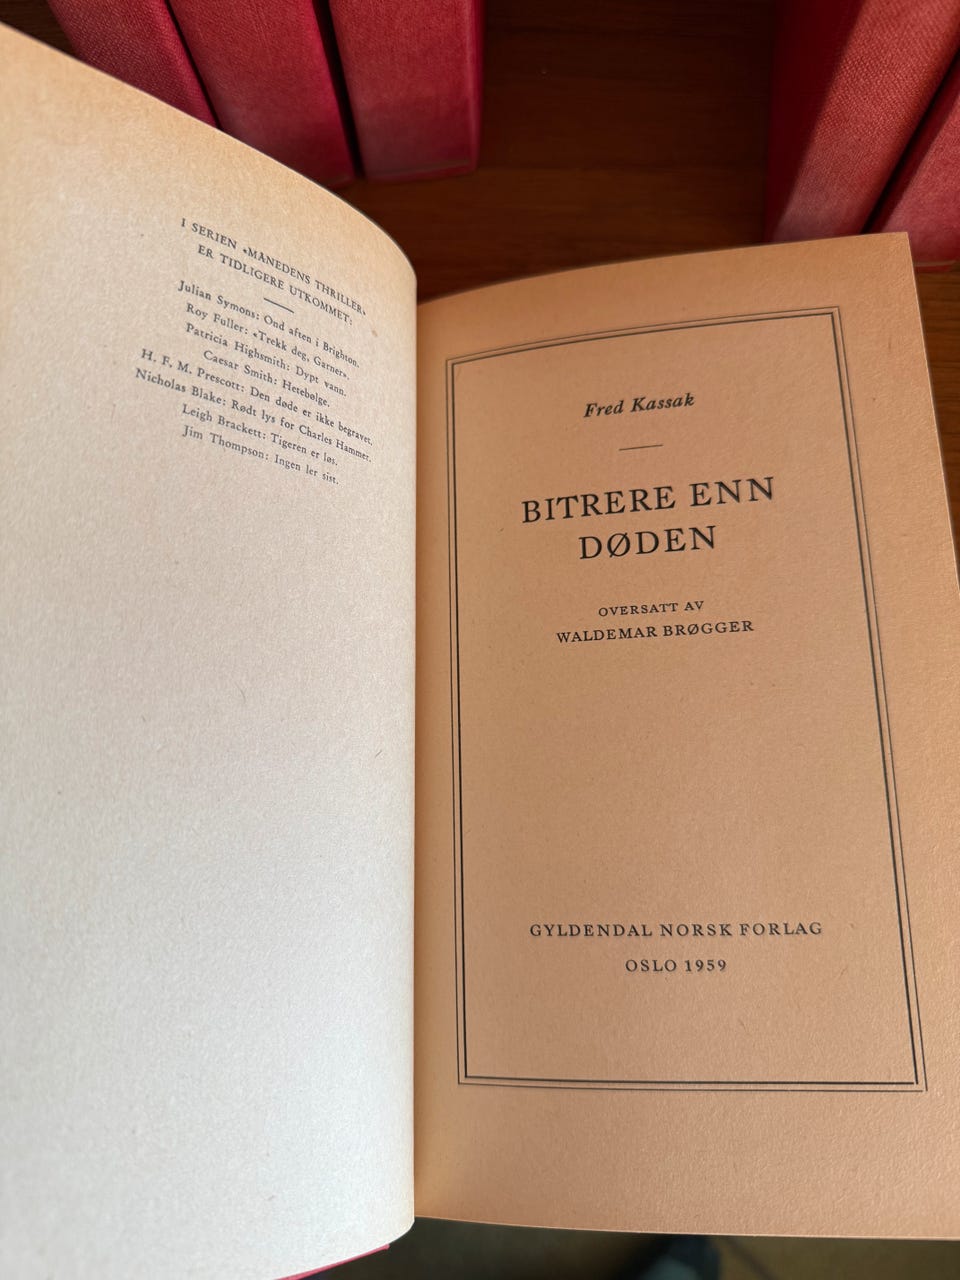 I SERIEN «MÅNEDENS THRILLER»
ER TIDLIGERE UTKOMMET:
Julian Symons: Ond aften i Brighton.
Roy Fuller: «Trekk deg, Garner».
Patricia Highsmith: Dypt vann.
Caesar Smith: Hetebølge.
H. F. M. Prescott: Den døde er ikke begravet.
Nicholas Blake: Rødt lys for Charles Hammer.
Leigh Brackett: Tigeren er løs.
Jim Thompson: Ingen ler sist.
Fred Kassak
BITRERE ENN
DØDEN
OVERSATT AV
WALDEMAR BRØGGER
GYLDENDAL NORSK FORLAG
OSLO 1959